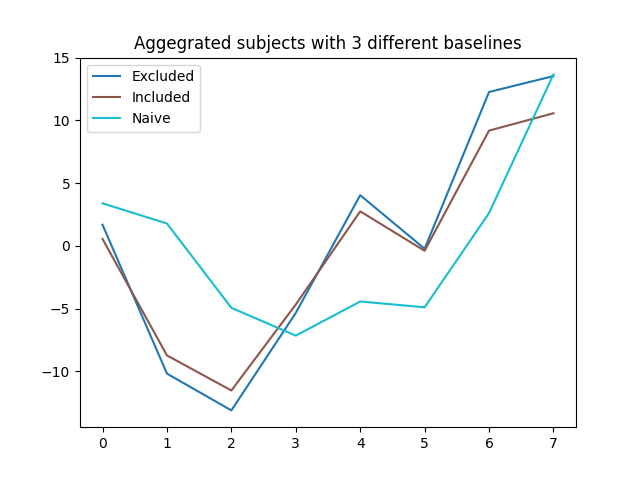 Aggegrated subjects with 3 different baselines
15
10
5
0
−5
−10
Excluded
Included
Naive
0 1 2 3 4 5 6 7